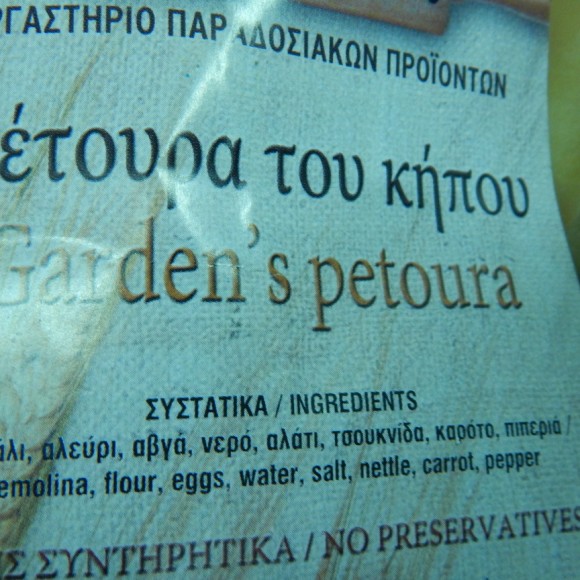 ΡΓΑΣΤΗΡΙΟ ΠΑΡΑΔΟΣΙΑΚΩΝ ΠΡΟΪΟΝΤΩΝ
έτουρα του κήπου
Garden's petoura
ΣΥΣΤΑΤΙΚΑ / INGREDIENTS
άλι, αλεύρι, αβγά, νερό, αλάτι, τσουκνίδα, καρότο, πιπεριά /
emolina, flour, eggs, water, salt, nettle, carrot, pepper
Σ ΣΥΝΤΗΡΗΤΙΚΑ / NO PRESERVATIVES